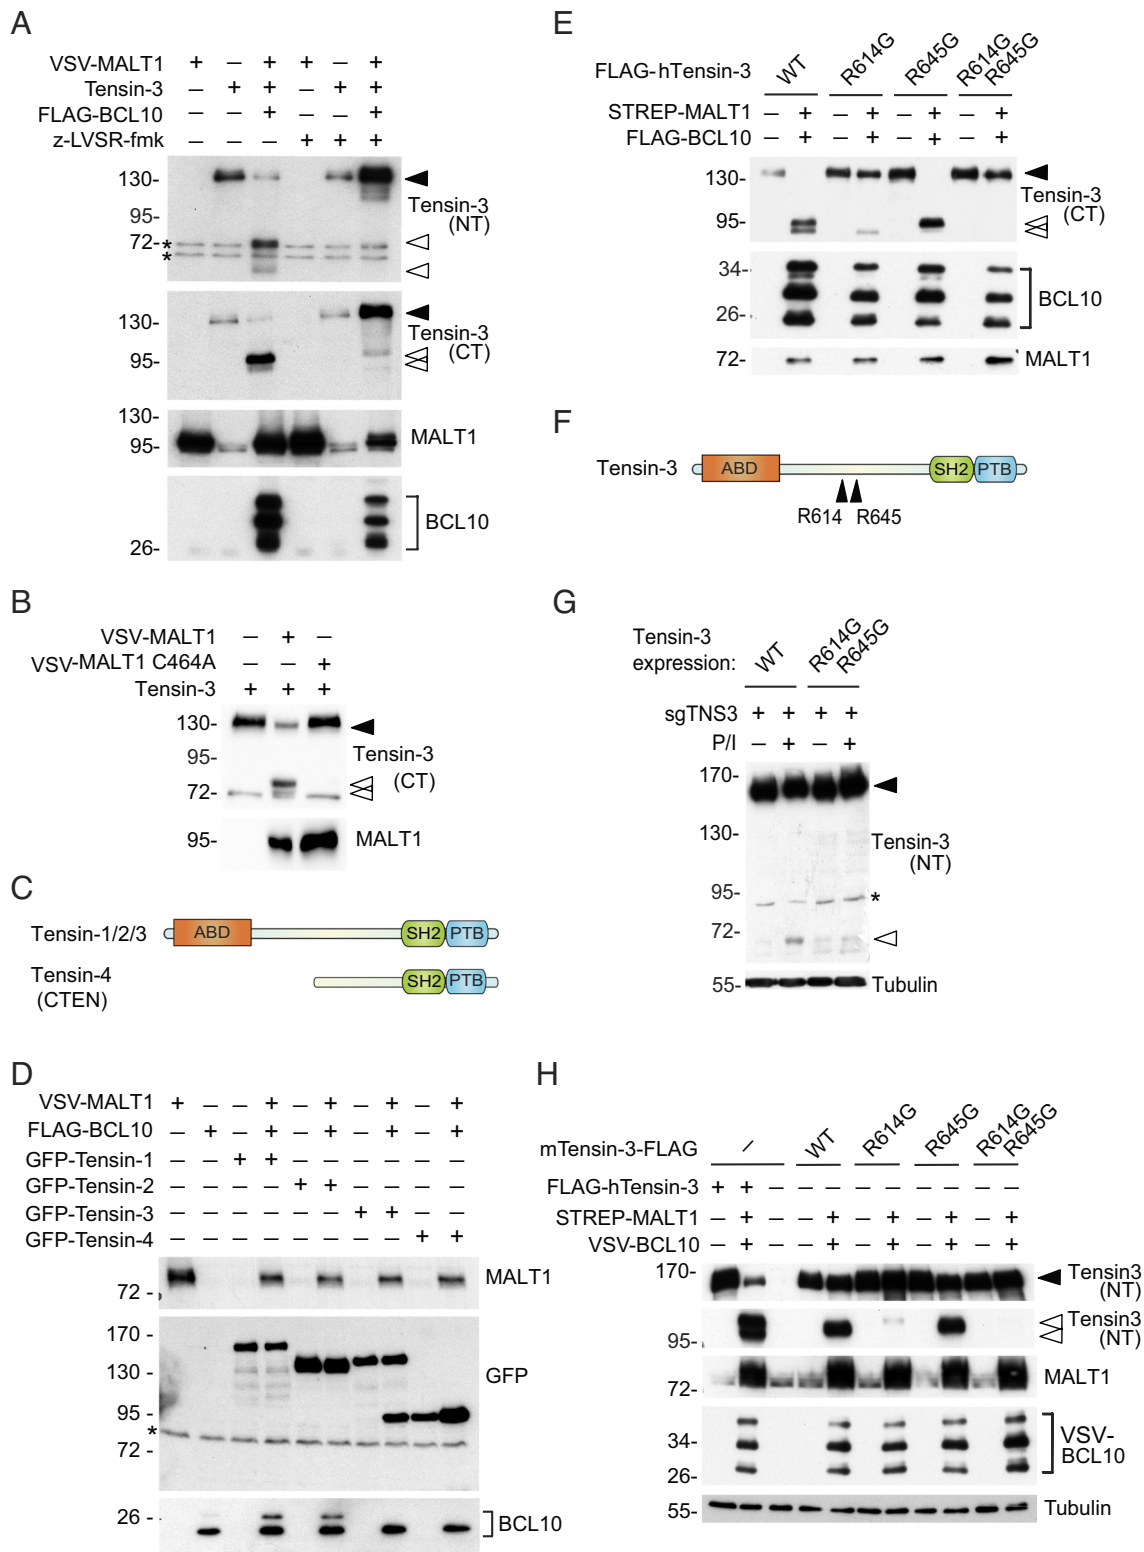 A
VSV-MALT1 + – + + – +
Tensin-3 – + + – + +
FLAG-BCL10 – – + – – +
z-LVSR-fmk – – – + + +
130-
95-
72-
*
*
Tensin-3
(NT)
130-
95-
Tensin-3
(CT)
130-
95-
MALT1
26-
BCL10
B
VSV-MALT1 – + –
VSV-MALT1 C464A – – +
Tensin-3 + + +
130-
95-
72-
Tensin-3
(CT)
95-
MALT1
C
Tensin-1/2/3 ABD SH2 PTB
Tensin-4
(CTEN) SH2 PTB
D
VSV-MALT1 + – – + – + – + – +
FLAG-BCL10 – + – + – + – + – +
GFP-Tensin-1 – – + + – – – – – –
GFP-Tensin-2 – – – – + + – – – –
GFP-Tensin-3 – – – – – – + + – –
GFP-Tensin-4 – – – – – – – – + +
72 -
MALT1
170 -
130 -
95 -
*
72 -
GFP
26 -
BCL10
E
FLAG-hTensin-3 WT R614G R645G R614G R645G
STREP-MALT1 – + – + – + – +
FLAG-BCL10 – + – + – + – +
130-
95-
Tensin-3
(CT)
34-
26-
BCL10
72-
MALT1
F
Tensin-3 ABD SH2 PTB
R614 R645
G
Tensin-3
expression: WT R614G R645G
sgTNS3 + + + +
P/I – + – +
170-
130-
95-
*
72-
Tensin-3
(NT)
55-
Tubulin
H
mTensin-3-FLAG – WT R614G R645G R614G R645G
FLAG-hTensin-3 + + – – – – – – – – –
STREP-MALT1 – + – – + – + – + – +
VSV-BCL10 – + – – + – + – + – +
170-
Tensin3
(NT)
95-
Tensin3
(NT)
72-
MALT1
34-
26-
VSV-
BCL10
55-
Tubulin